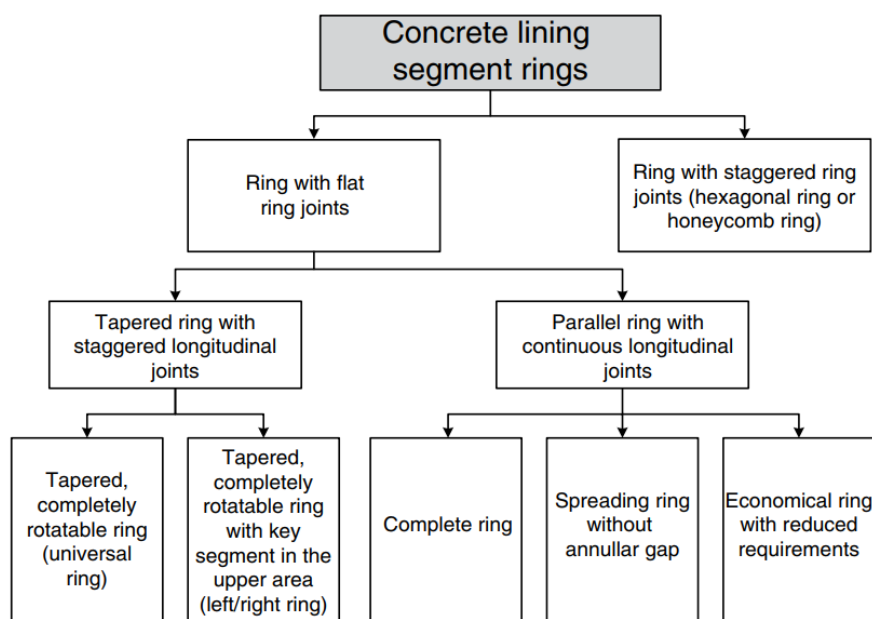 Concrete lining
segment rings
Ring with flat
ring joints
Ring with staggered ring
joints (hexagonal ring or
honeycomb ring)
Tapered ring with
staggered longitudinal
joints
Parallel ring with
continuous longitudinal
joints
Tapered,
completely
rotatable ring
(universal
ring)
Tapered,
completely
rotatable ring
with key
segment in the
upper area
(left/right ring)
Complete ring
Spreading ring
without
annullar gap
Economical ring
with reduced
requirements